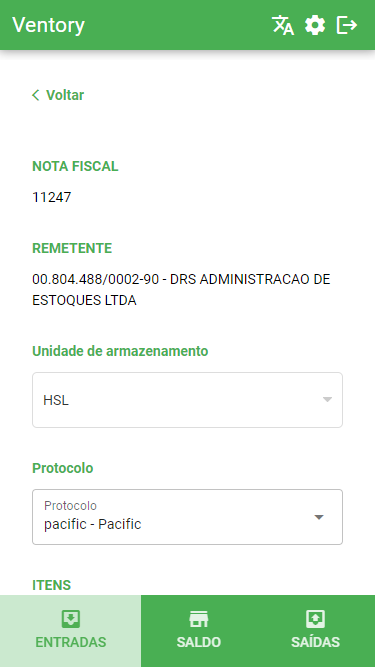 Ventory
Voltar
NOTA FISCAL
11247
REMETENTE
00.804.488/0002-90 - DRS ADMINISTRACAO DE
ESTOQUES LTDA
Unidade de armazenamento
HSL
Protocolo
Protocolo
pacific - Pacific
ITENS
ENTRADAS
SALDO
SAÍDAS